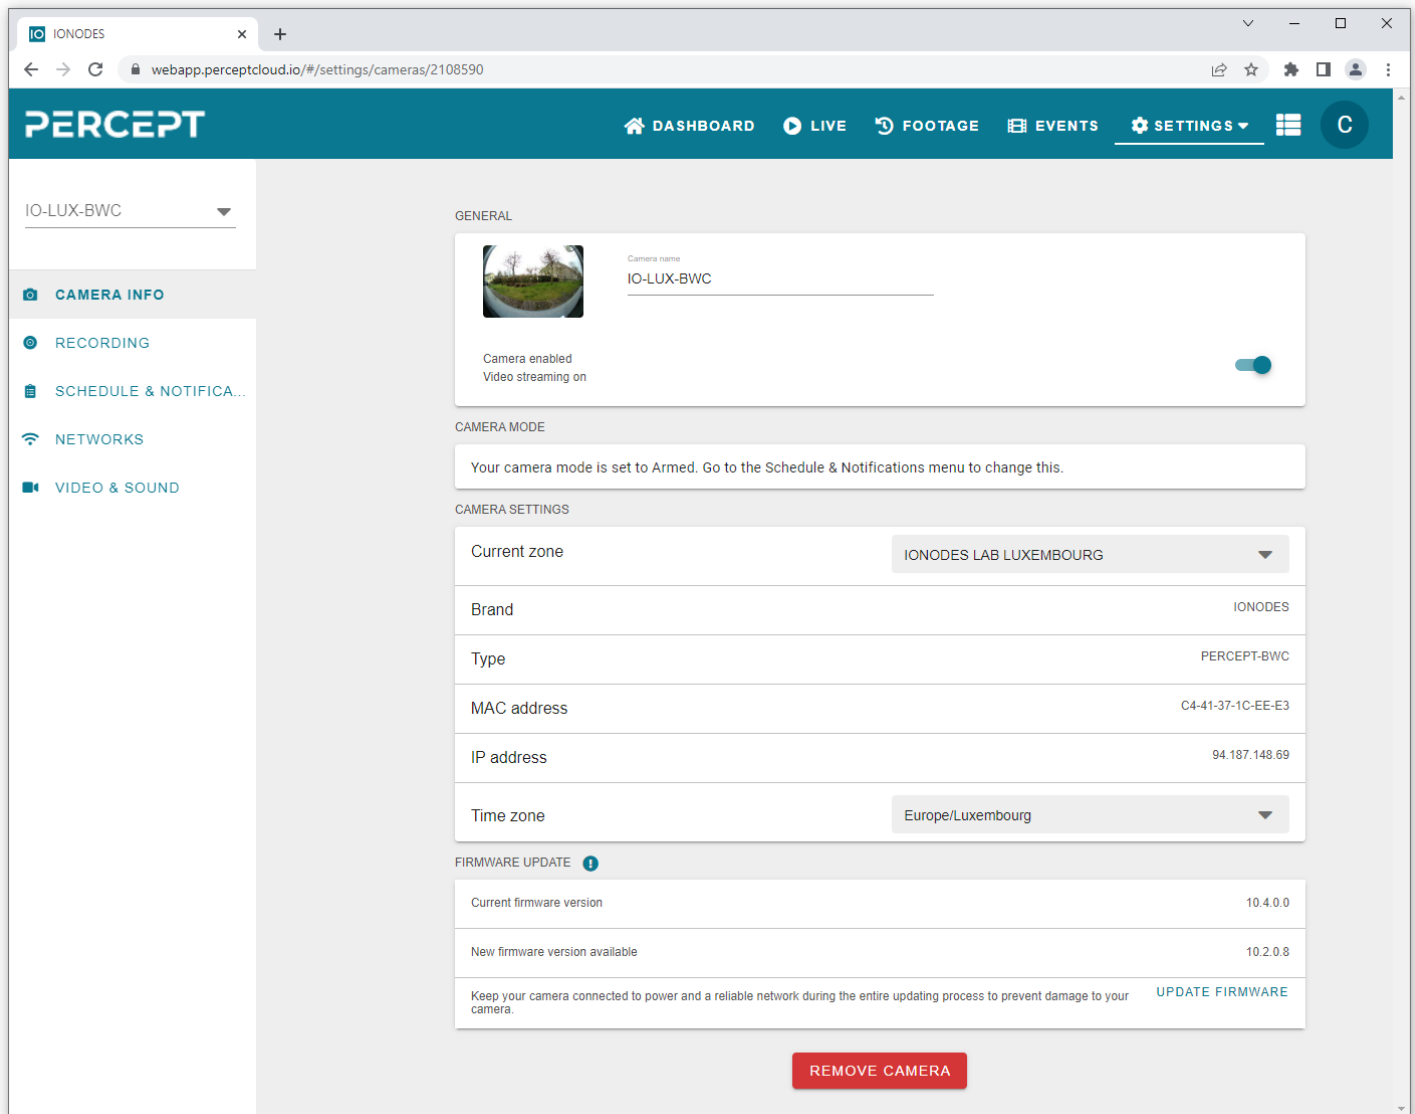 IO IONODES
webapp.perceptcloud.io/#/settings/cameras/2108590
PERCEPT
DASHBOARD
LIVE
FOOTAGE
EVENTS
SETTINGS
C
IO-LUX-BWC
CAMERA INFO
RECORDING
SCHEDULE & NOTIFICA...
NETWORKS
VIDEO & SOUND
GENERAL
Camera name
IO-LUX-BWC
Camera enabled
Video streaming on
CAMERA MODE
Your camera mode is set to Armed. Go to the Schedule & Notifications menu to change this.
CAMERA SETTINGS
Current zone
IONODES LAB LUXEMBOURG
Brand
IONODES
Type
PERCEPT-BWC
MAC address
C4-41-37-1C-EE-E3
IP address
94.187.148.69
Time zone
Europe/Luxembourg
FIRMWARE UPDATE
Current firmware version
10.4.0.0
New firmware version available
10.2.0.8
Keep your camera connected to power and a reliable network during the entire updating process to prevent damage to your
camera.
UPDATE FIRMWARE
REMOVE CAMERA